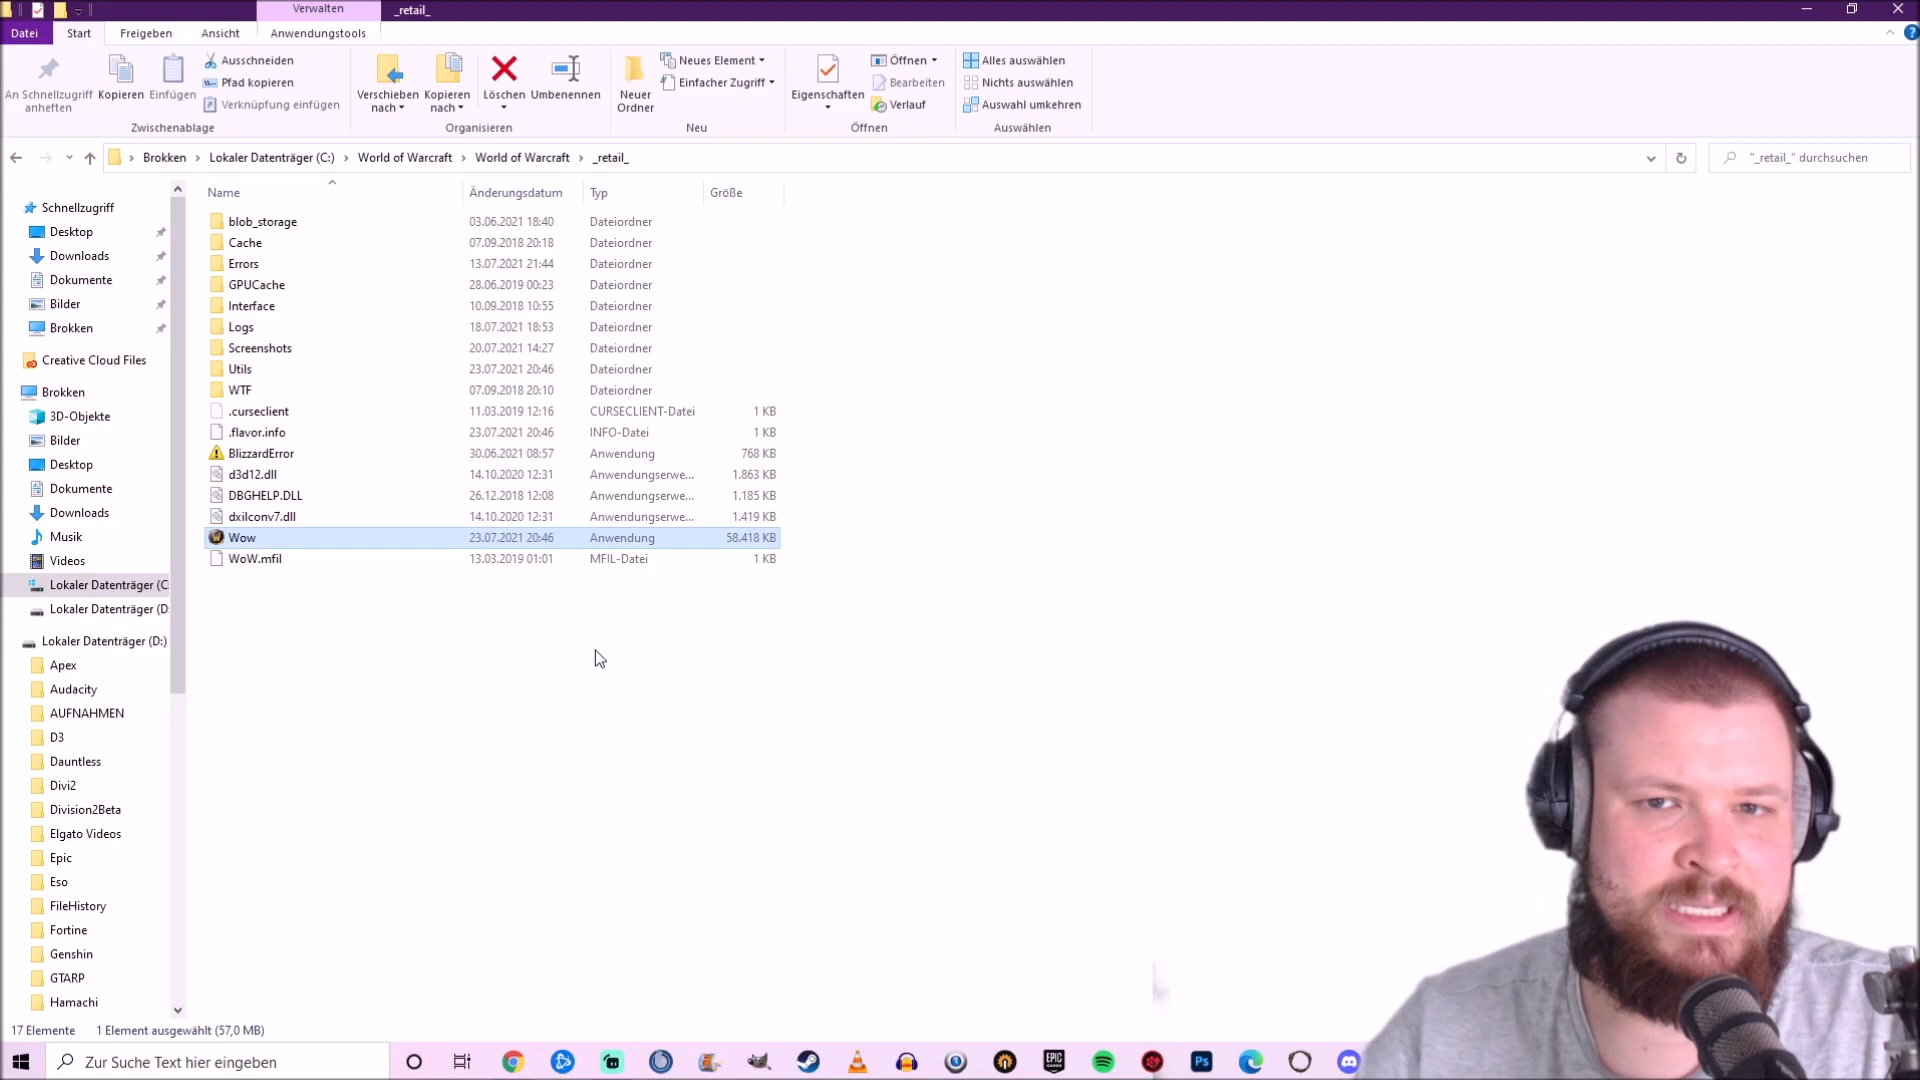 Verwalten
_retail_
Datei Start Freigeben Ansicht Anwendungstools
An Schnellzugriff anheften
Kopieren
Einfügen
Ausschneiden
Pfad kopieren
Verknüpfung einfügen
Zwischenablage
Verschieben nach
Kopieren nach
Löschen
Umbenennen
Organisieren
Neuer Ordner
Neues Element
Einfacher Zugriff
Neu
Eigenschaften
Öffnen
Bearbeiten
Verlauf
Öffnen
Alles auswählen
Nichts auswählen
Auswahl umkehren
Auswählen
Brokken > Lokaler Datenträger (C:) > World of Warcraft > World of Warcraft > _retail_
"_retail_" durchsuchen
Schnellzugriff
Desktop
Downloads
Dokumente
Bilder
Brokken
Creative Cloud Files
Brokken
3D-Objekte
Bilder
Desktop
Dokumente
Downloads
Musik
Videos
Lokaler Datenträger (C:
Lokaler Datenträger (D:
Lokaler Datenträger (D:)
Apex
Audacity
AUFNAHMEN
D3
Dauntless
Divi2
Division2Beta
Elgato Videos
Epic
Eso
FileHistory
Fortine
Genshin
GTARP
Hamachi
Name Änderungsdatum Typ Größe
blob_storage 03.06.2021 18:40 Dateiordner
Cache 07.09.2018 20:18 Dateiordner
Errors 13.07.2021 21:44 Dateiordner
GPUCache 28.06.2019 00:23 Dateiordner
Interface 10.09.2018 10:55 Dateiordner
Logs 18.07.2021 18:53 Dateiordner
Screenshots 20.07.2021 14:27 Dateiordner
Utils 23.07.2021 20:46 Dateiordner
WTF 07.09.2018 20:10 Dateiordner
.curseclient 11.03.2019 12:16 CURSECLIENT-Datei 1 KB
.flavor.info 23.07.2021 20:46 INFO-Datei 1 KB
BlizzardError 30.06.2021 08:57 Anwendung 768 KB
d3d12.dll 14.10.2020 12:31 Anwendungserwe... 1.863 KB
DBGHELP.DLL 26.12.2018 12:08 Anwendungserwe... 1.185 KB
dxilconv7.dll 14.10.2020 12:31 Anwendungserwe... 1.419 KB
Wow 23.07.2021 20:46 Anwendung 58.418 KB
WoW.mfil 13.03.2019 01:01 MFIL-Datei 1 KB
17 Elemente 1 Element ausgewählt (57,0 MB)
Zur Suche Text hier eingeben
EPIC GAMES
Ps